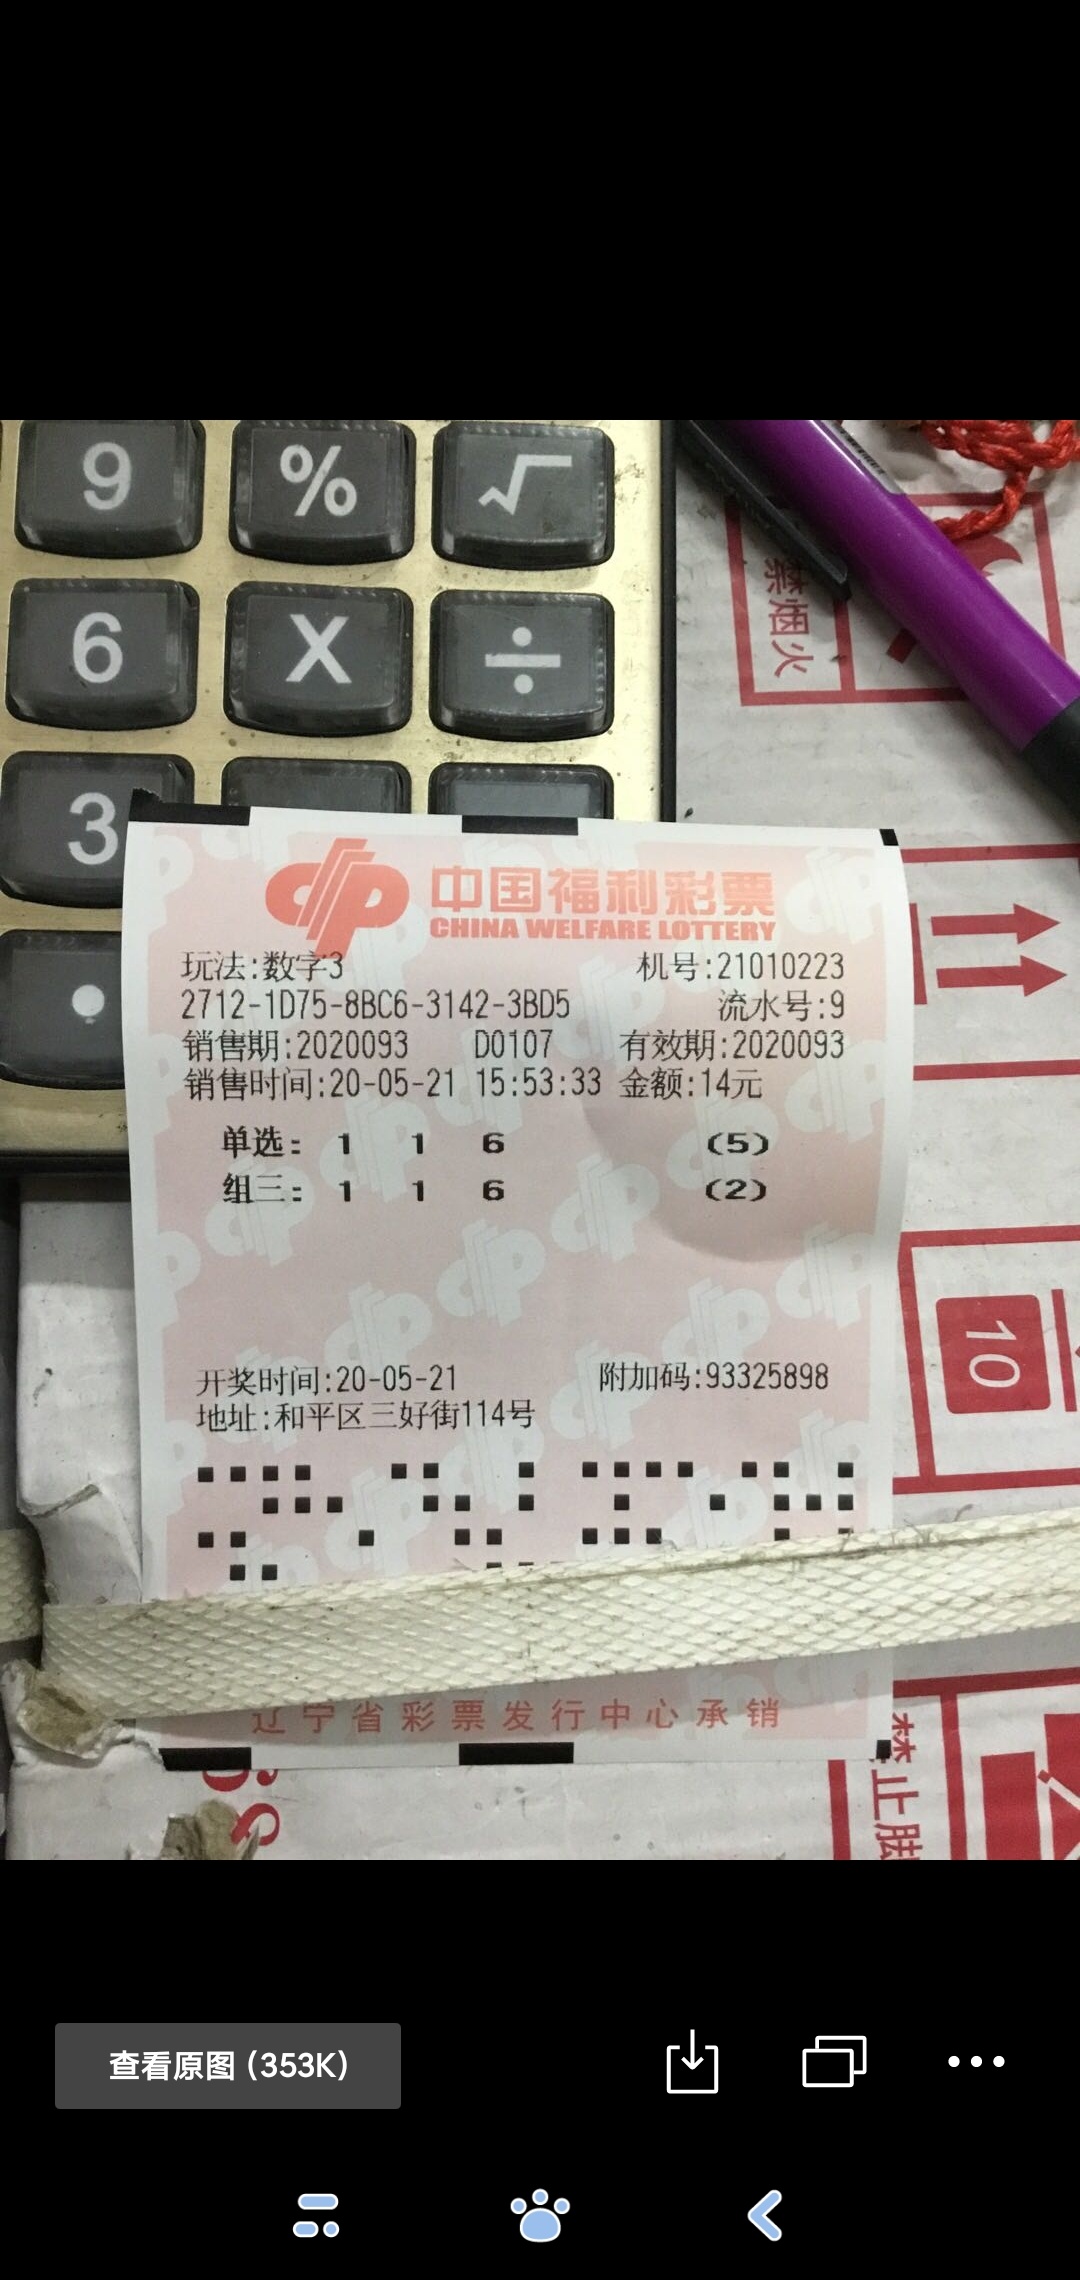 9 % √
6 X ÷
3
禁烟火
中国福利彩票
CHINA WELFARE LOTTERY
玩法:数字3 机号:21010223
2712-1D75-8BC6-3142-3BD5 流水号:9
销售期:2020093 D0107 有效期:2020093
销售时间:20-05-21 15:53:33 金额:14元
单选: 1 1 6 (5)
组三: 1 1 6 (2)
10
开奖时间:20-05-21 附加码:93325898
地址:和平区三好街114号
辽宁省彩票发行中心承销
禁止
查看原图 (353K)